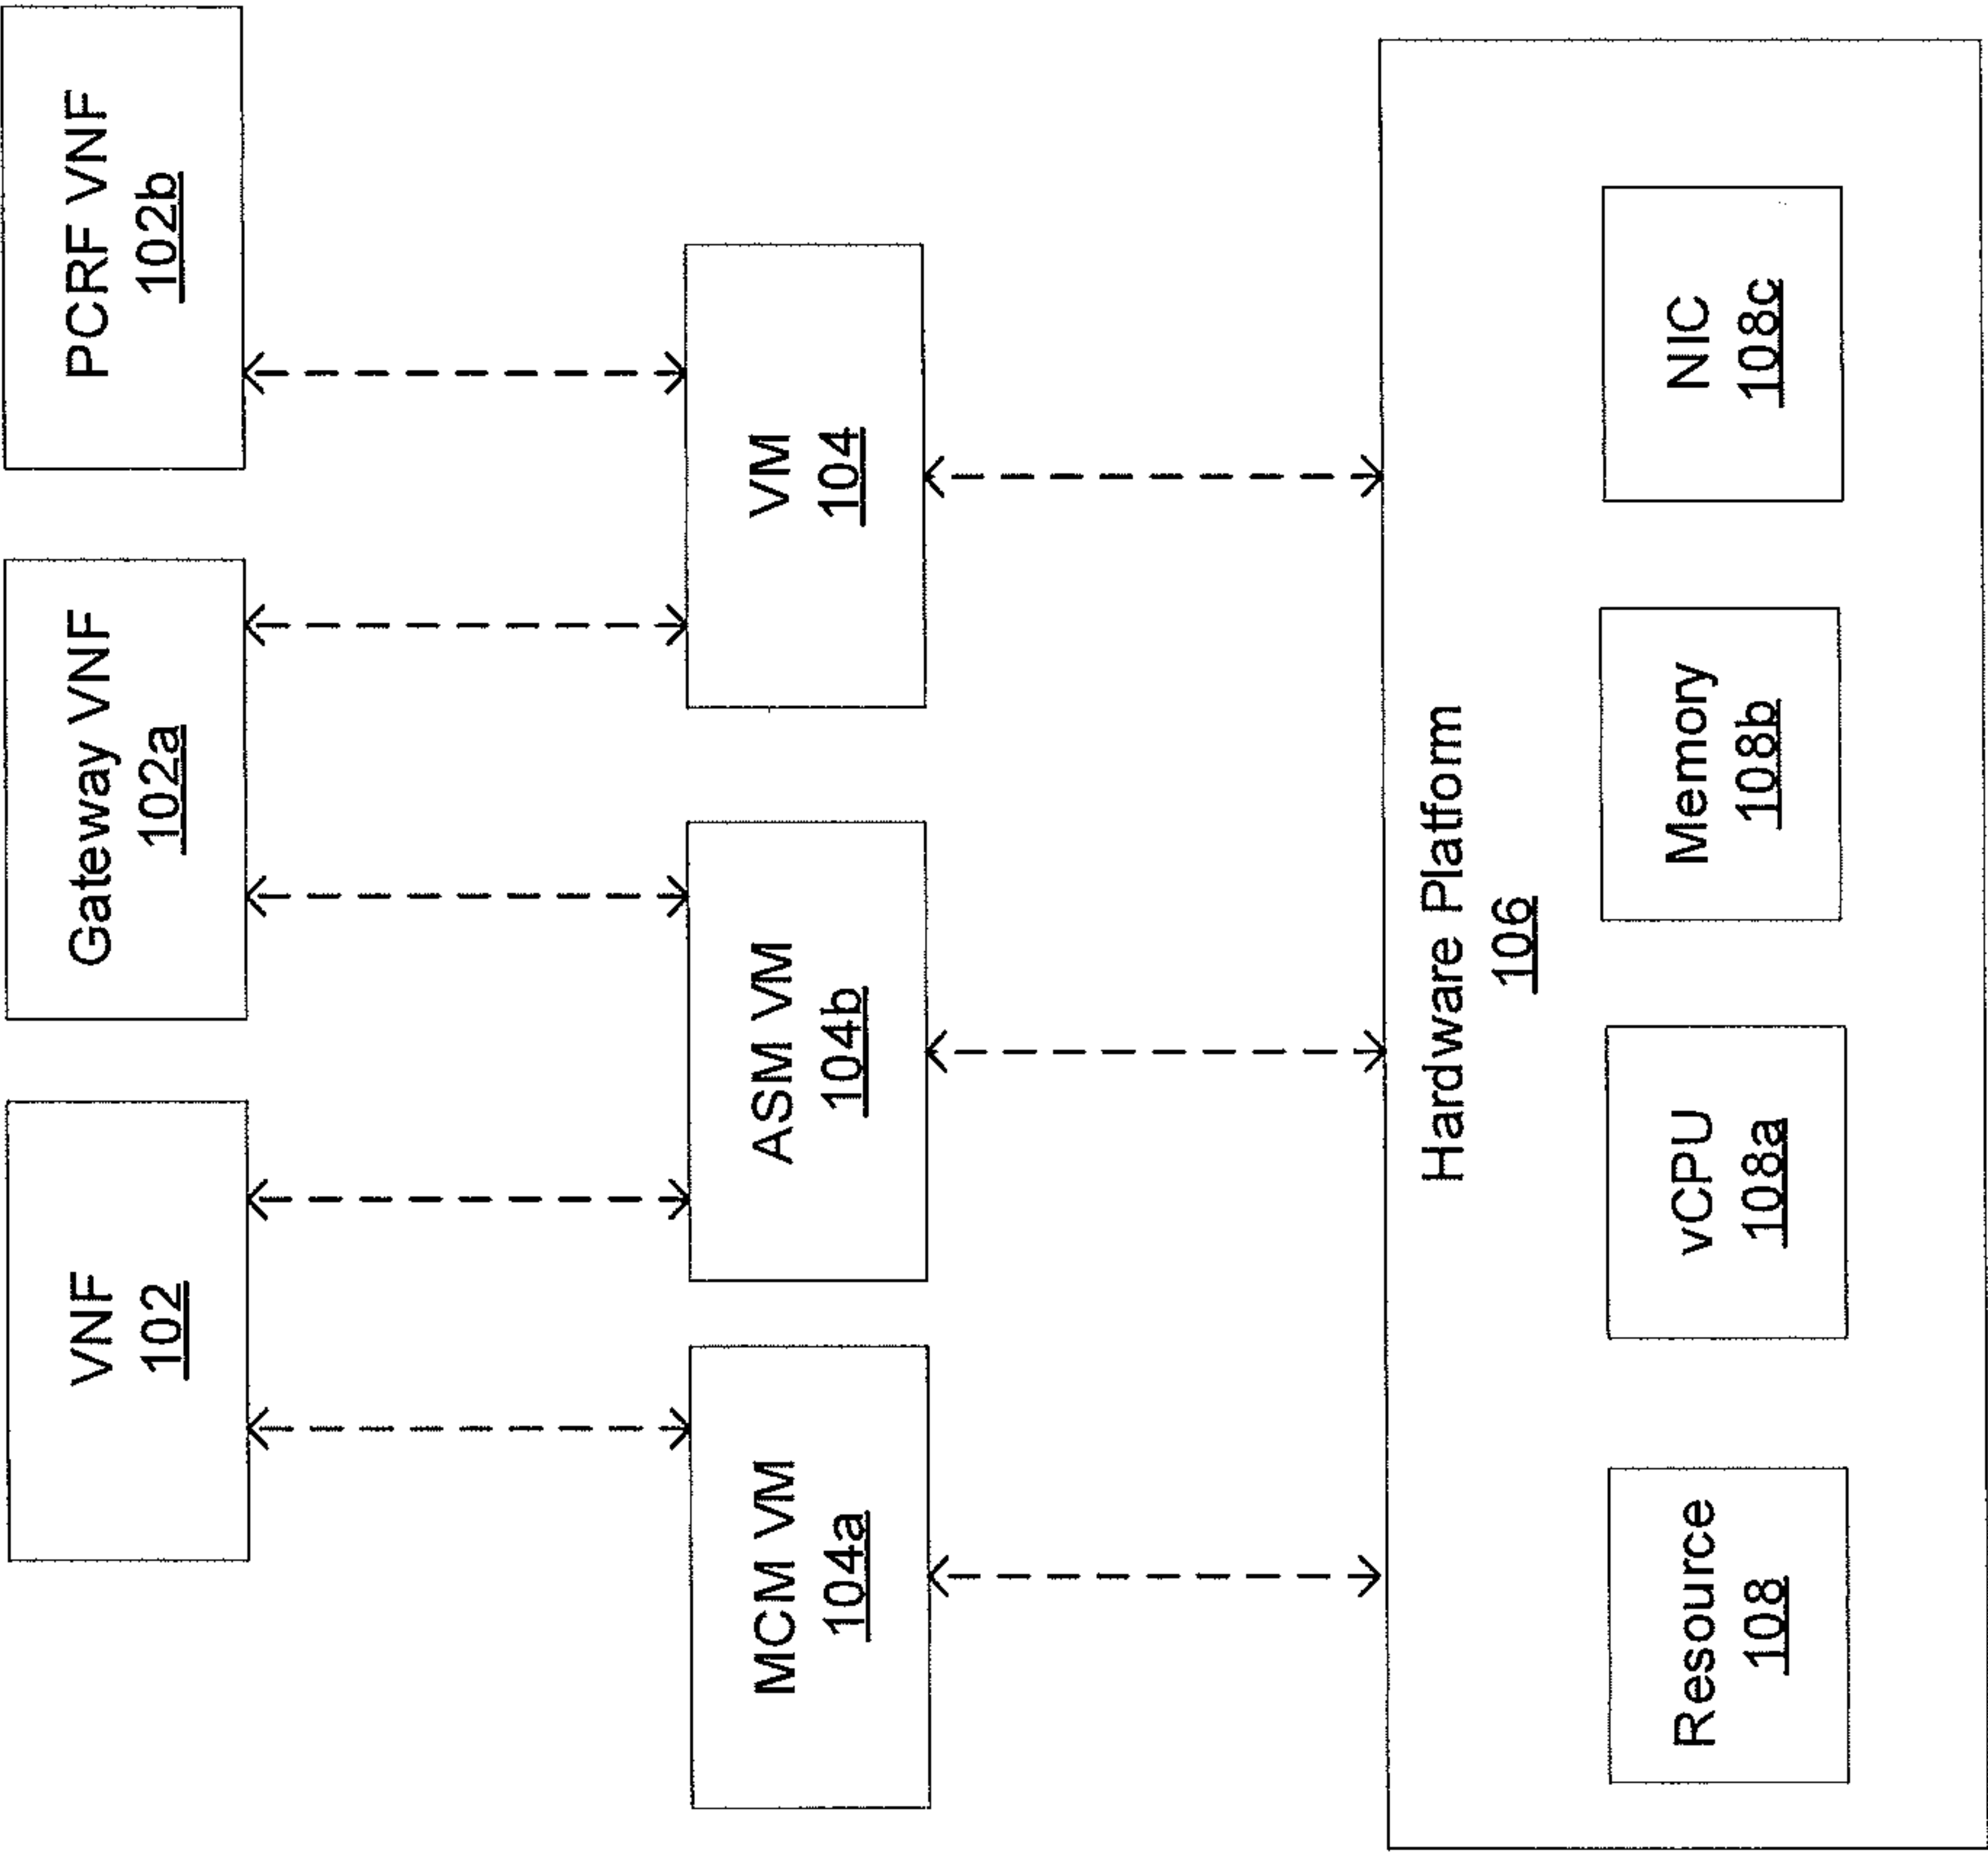 VNF
102
Gateway VNF
102a
PCRF VNF
102b
MCM VM
104a
ASM VM
104b
VM
104
Hardware Platform
106
Resource
108
vCPU
108a
Memory
108b
NIC
108c